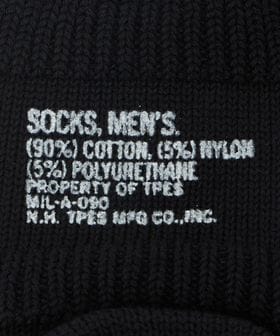 SOCKS, MEN'S.
(90%) COTTON, (5%) NYLON
(5%) POLYURETHANE
PROPERTY OF TPES
MIL-A-090
N.H. TPES MFG CO., INC.